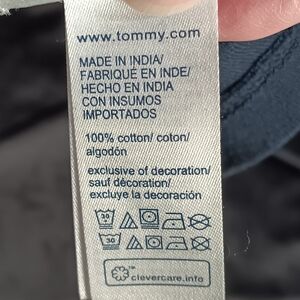 www.tommy.com
MADE IN INDIA/
FABRIQUÉ EN INDE/
HECHO EN INDIA
CON INSUMOS
IMPORTADOS
100% cotton/ coton/
algodón
exclusive of decoration/
sauf décoration/
excluye la decoración
30
30
clevercare.info